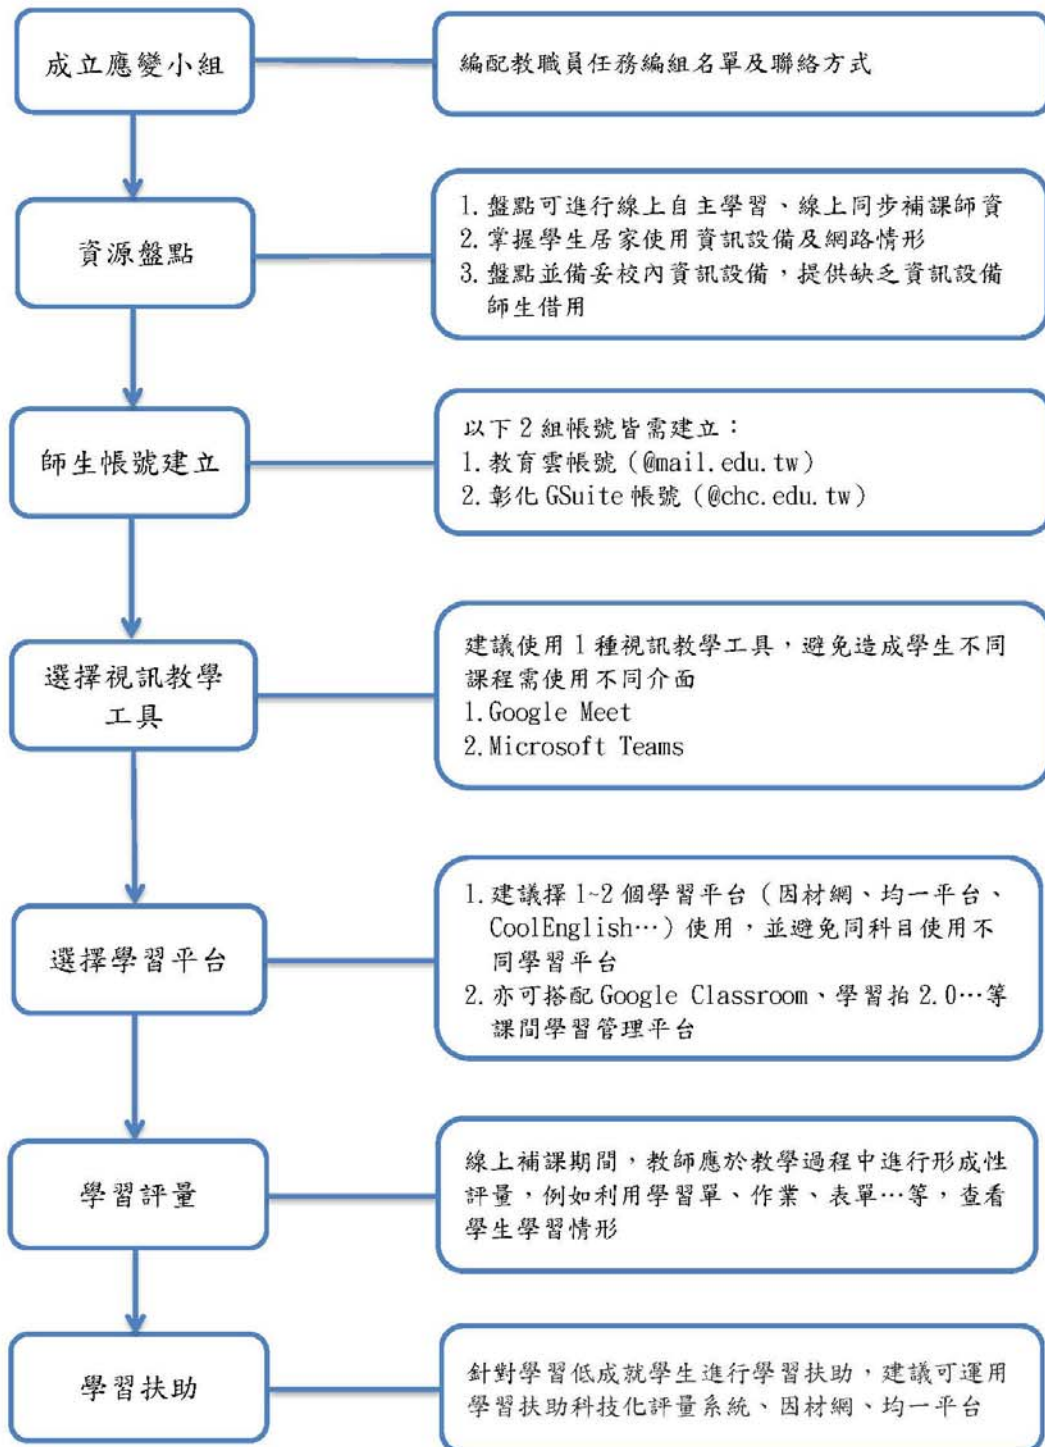 成立應變小組
編配教職員任務編組名單及聯絡方式
資源盤點
1.盤點可進行線上自主學習、線上同步補課師資
2.掌握學生居家使用資訊設備及網路情形
3.盤點並備妥校內資訊設備，提供缺乏資訊設備
師生借用
師生帳號建立
以下2組帳號皆需建立：
1.教育雲帳號（@mail.edu.tw）
2.彰化GSuite帳號（@chc.edu.tw）
選擇視訊教學
工具
建議使用1種視訊教學工具，避免造成學生不同
課程需使用不同介面
1.Google Meet
2.Microsoft Teams
選擇學習平台
1.建議擇1~2個學習平台（因材網、均一平台、
CoolEnglish…）使用，並避免同科目使用不
同學習平台
2.亦可搭配Google Classroom、學習拍2.0…等
課間學習管理平台
學習評量
線上補課期間，教師應於教學過程中進行形成性
評量，例如利用學習單、作業、表單…等，查看
學生學習情形
學習扶助
針對學習低成就學生進行學習扶助，建議可運用
學習扶助科技化評量系統、因材網、均一平台